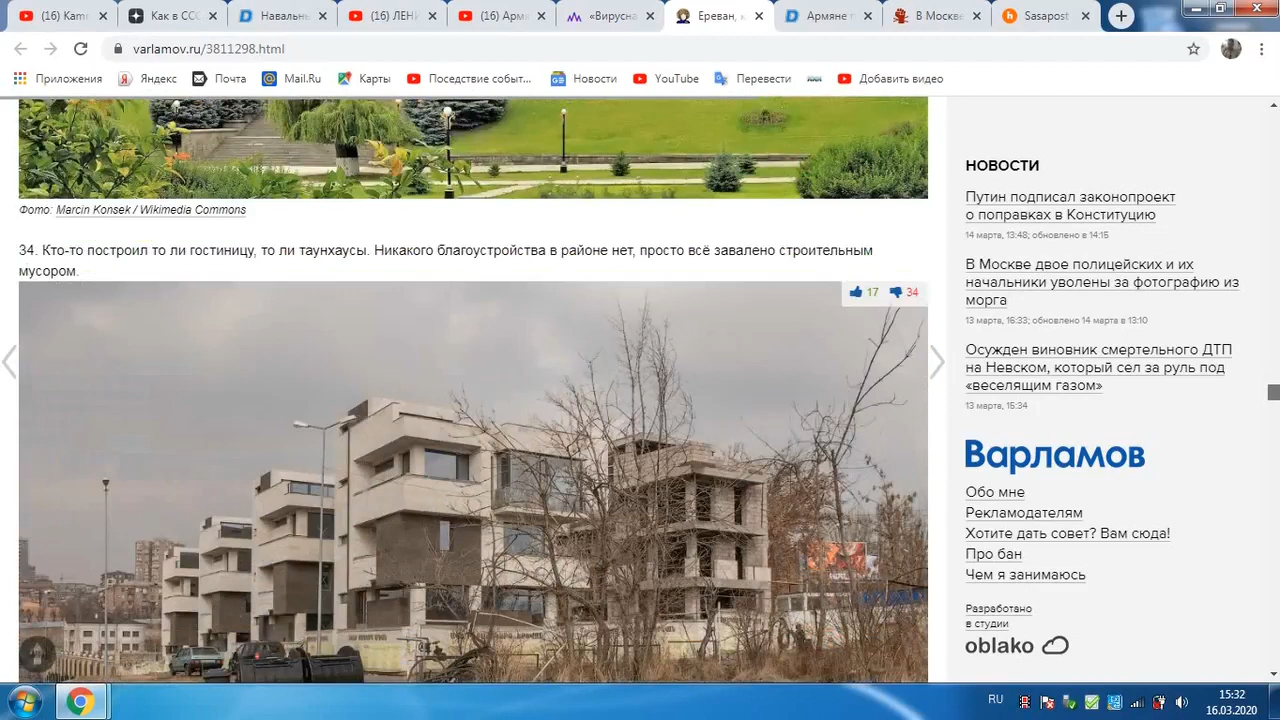 (16) Kam
Как в ССС
Навальны
(16) ЛЕН
(16) Арм
«Вирусна
Ереван, к
Армяне г
В Москве
Sasapost
varlamov.ru/3811298.html
Приложения
Яндекс
Почта
Mail.Ru
Карты
Последствие событ...
Новости
YouTube
Перевести
Добавить видео
Фото: Marcin Konsek / Wikimedia Commons
34. Кто-то построил то ли гостиницу, то ли таунхаусы. Никакого благоустройства в районе нет, просто всё завалено строительным
мусором.
17
34
НОВОСТИ
Путин подписал законопроект
о поправках в Конституцию
14 марта, 13:48; обновлено в 14:15
В Москве двое полицейских и их
начальники уволены за фотографию из
морга
13 марта, 16:33; обновлено 14 марта в 13:10
Осужден виновник смертельного ДТП
на Невском, который сел за руль под
«веселящим газом»
13 марта, 15:34
Варламов
Обо мне
Рекламодателям
Хотите дать совет? Вам сюда!
Про бан
Чем я занимаюсь
Разработано
в студии
oblako
RU
15:32
16.03.2020